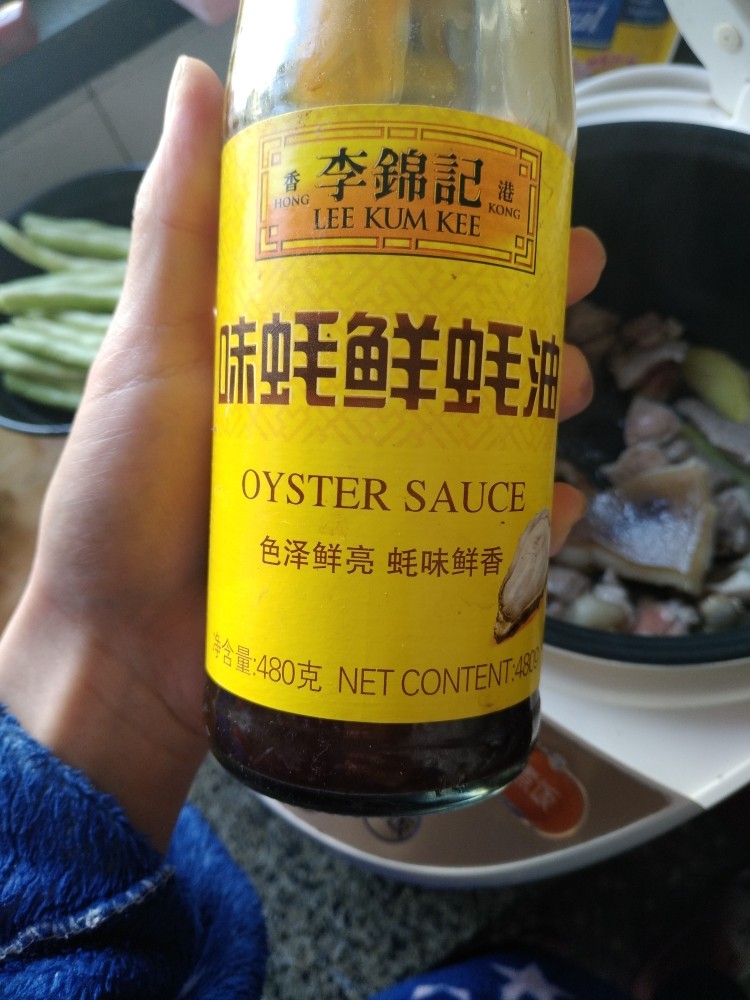 香 李錦記 港
HONG LEE KUM KEE KONG
味蚝鲜蚝油
OYSTER SAUCE
色泽鲜亮 蚝味鲜香
净含量:480克 NET CONTENT:480